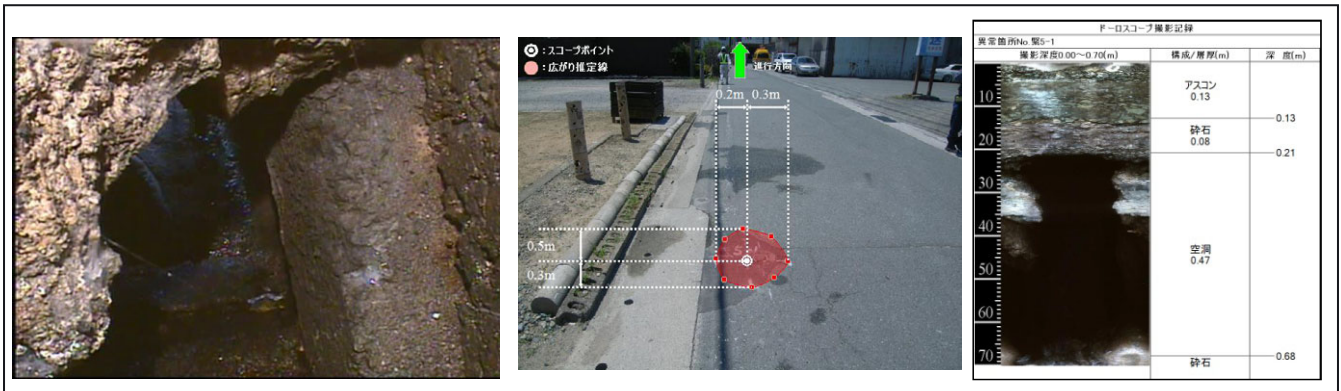 ◎：スコープポイント
●：広がり推定線
進行方向
0.2m
0.3m
0.5m
0.3m
ドーロスコープ撮影記録
異常箇所No.緊5-1
撮影深度0.00～0.70(m)
構成/層厚(m)
深 度(m)
10
20
30
40
50
60
70
アスコン
0.13
0.13
砕石
0.08
0.21
空洞
0.47
0.68
砕石